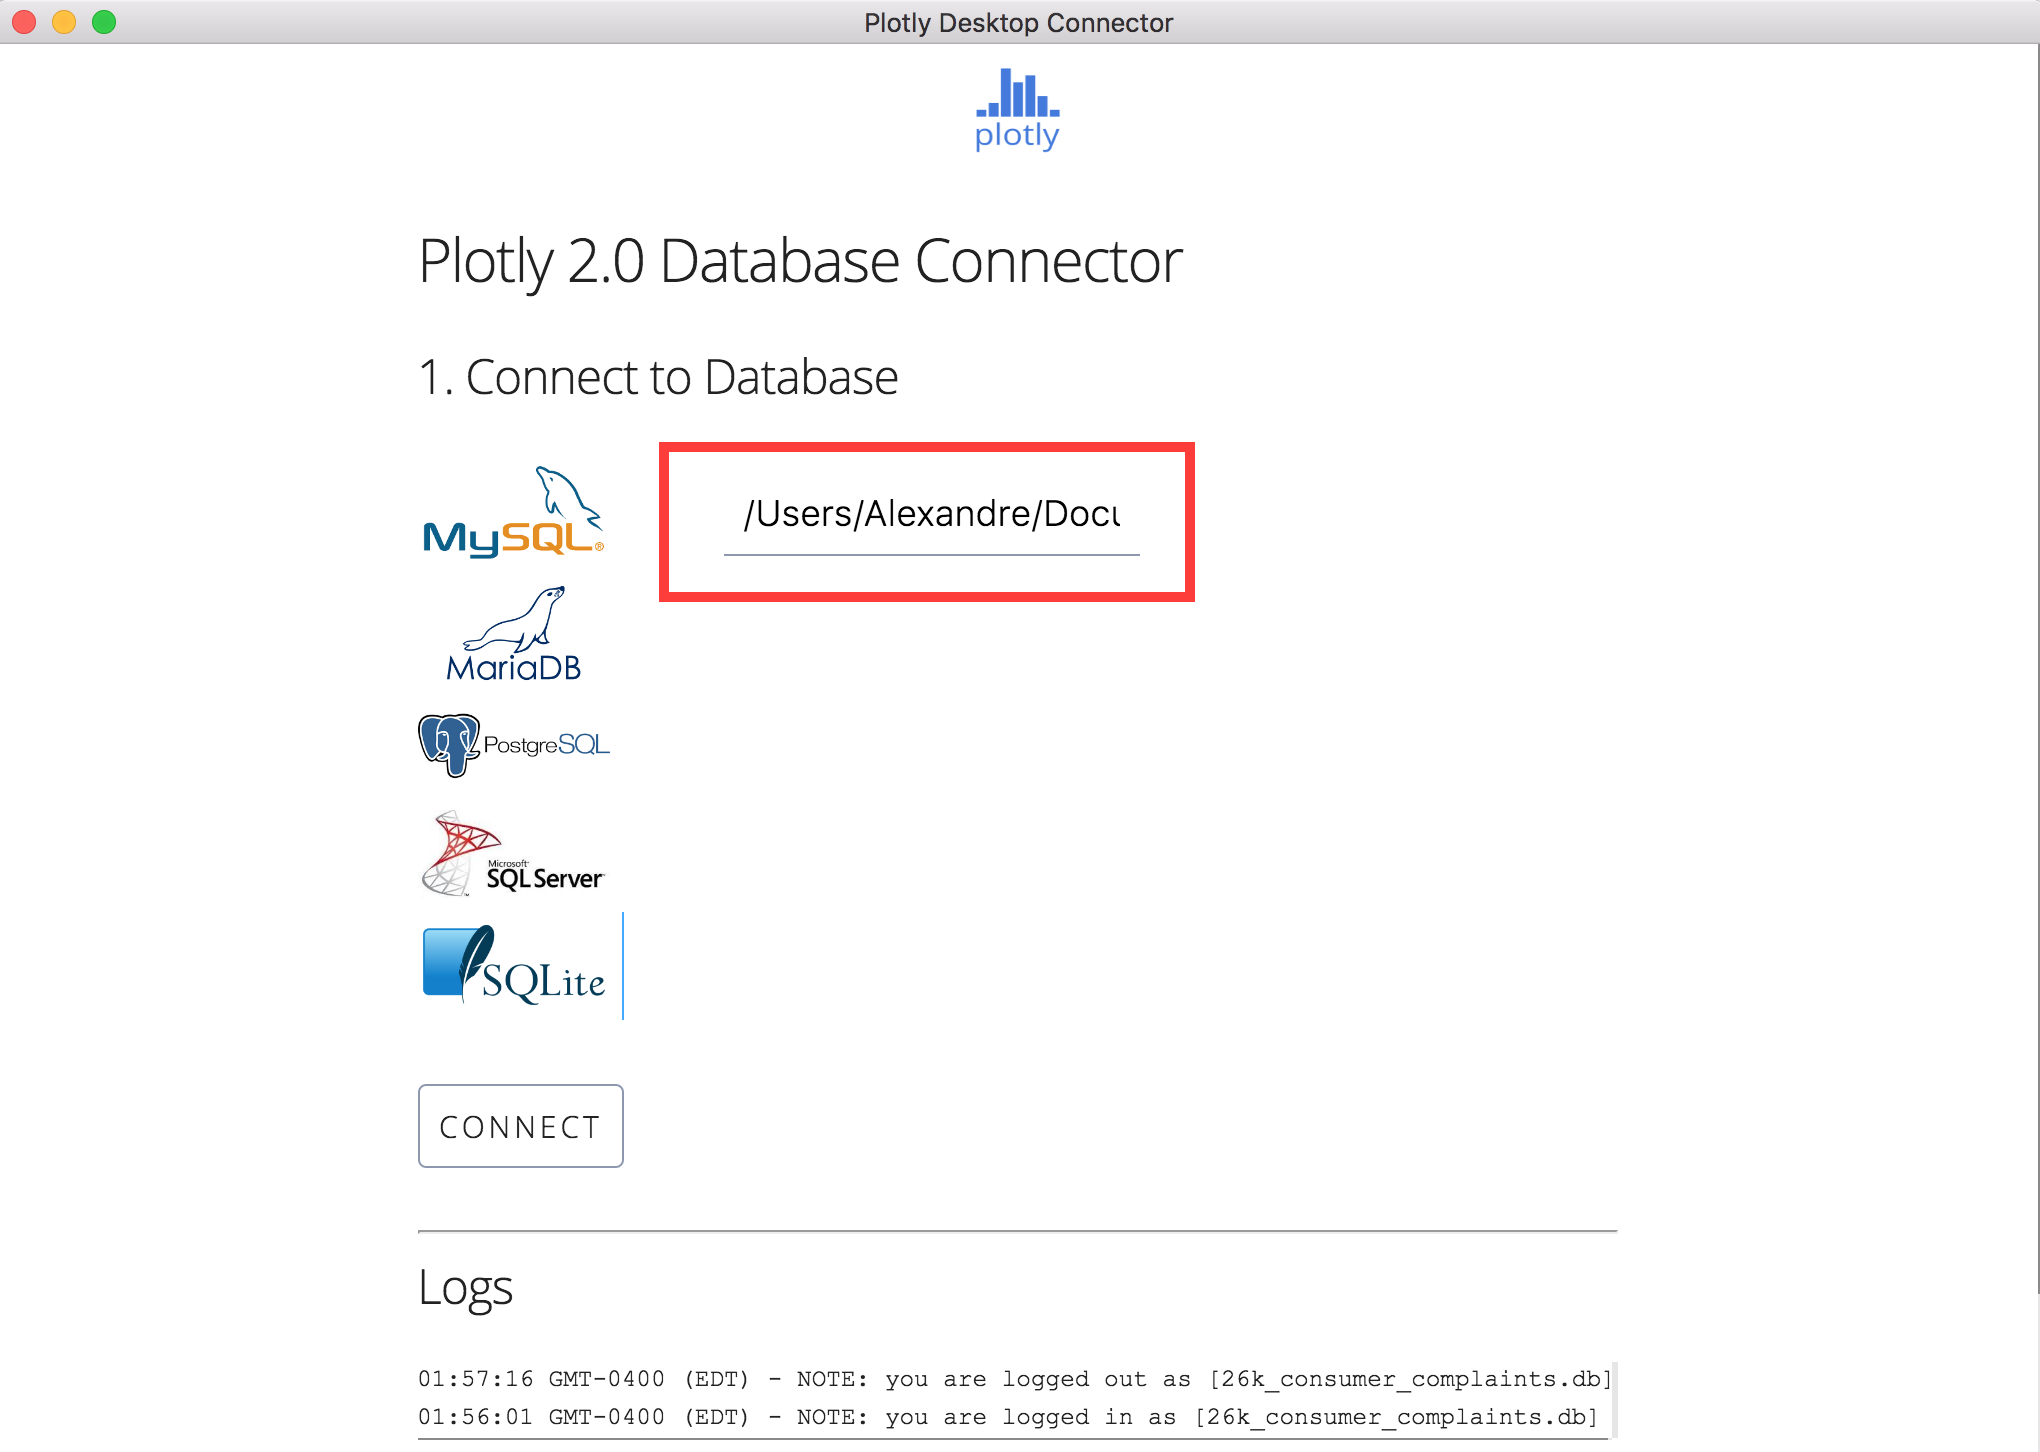 Plotly Desktop Connector
plotly
Plotly 2.0 Database Connector
1. Connect to Database
MySQL®
/Users/Alexandre/Docu
MariaDB
PostgreSQL
Microsoft®
SQL Server™
SQLite
CONNECT
Logs
01:57:16 GMT-0400 (EDT) - NOTE: you are logged out as [26k_consumer_complaints.db]
01:56:01 GMT-0400 (EDT) - NOTE: you are logged in as [26k_consumer_complaints.db]